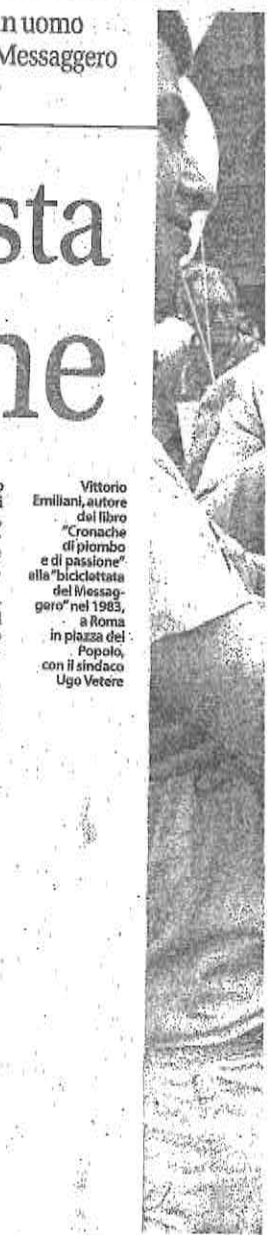 n uomo
Messaggero
sta
ne
Vittorio
Emiliani, autore
del libro
"Cronache
di piombo
e di passione"
alla "biciclettata
del Messag-
gero" nel 1983,
a Roma
in piazza del
Popolo,
con il sindaco
Ugo Vetere